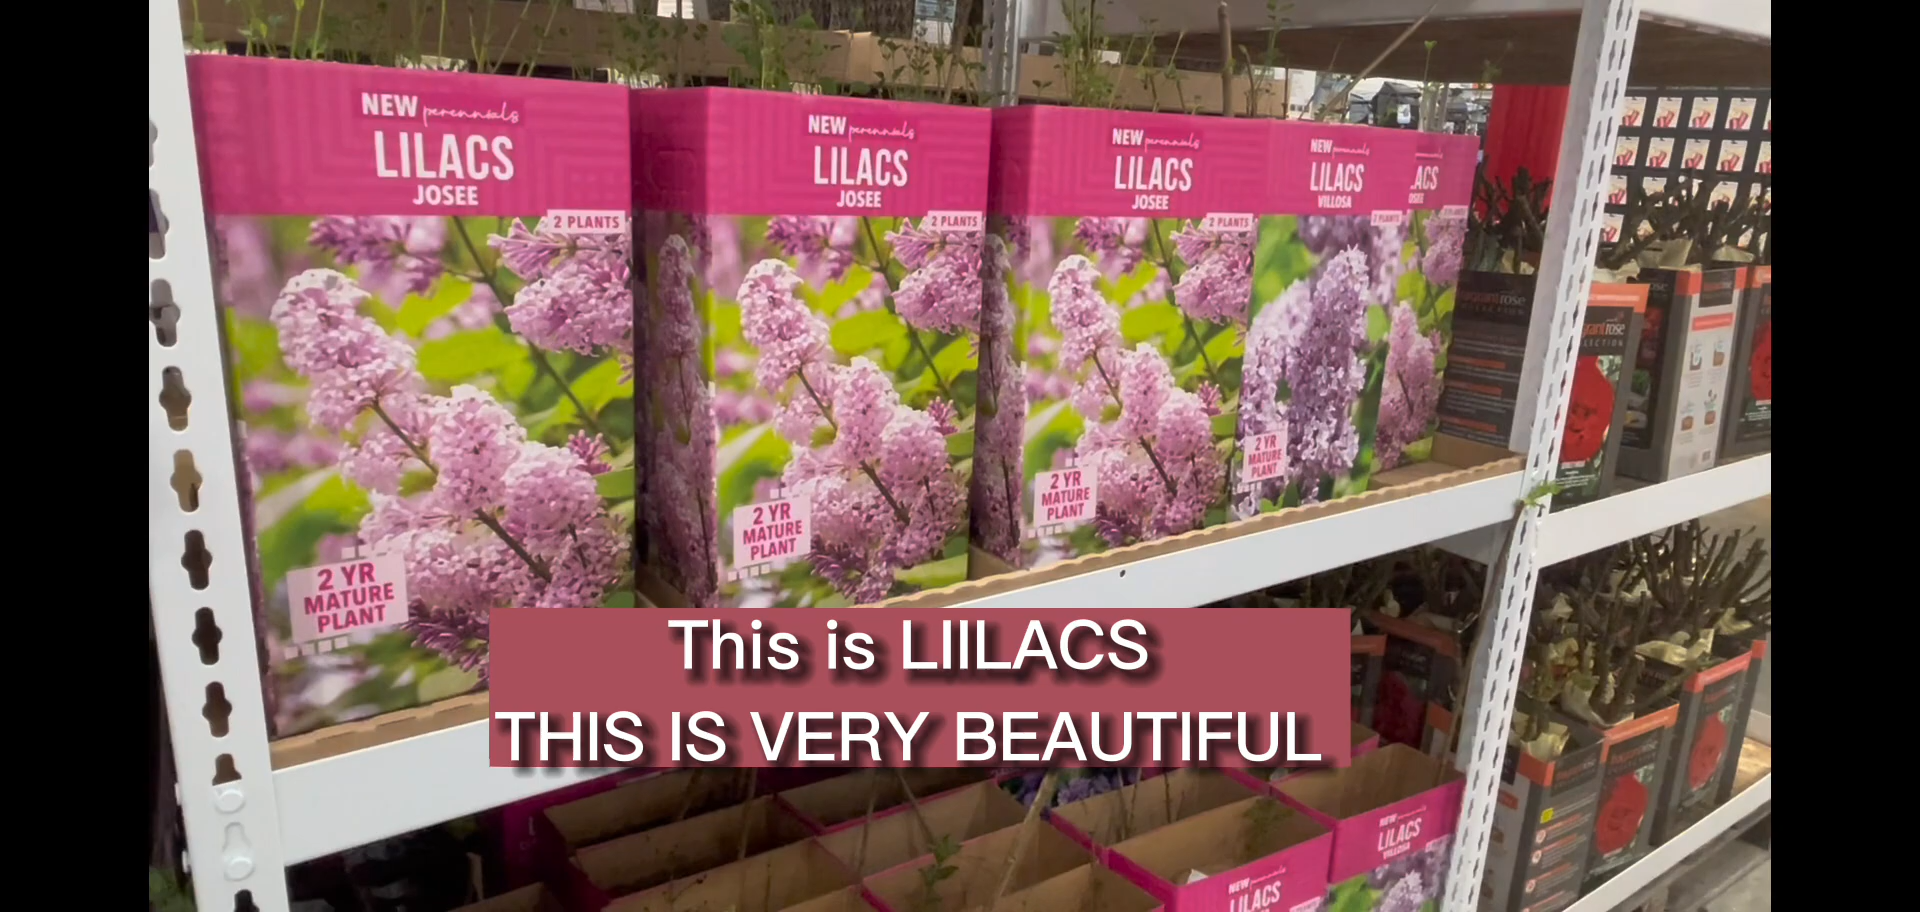 NEW perennials
LILACS
JOSEE
2 PLANTS
2 YR
MATURE
PLANT
NEW perennials
LILACS
JOSEE
2 PLANTS
2 YR
MATURE
PLANT
NEW perennials
LILACS
JOSEE
2 PLANTS
2 YR
MATURE
PLANT
NEW perennials
LILACS
VILLOSA
2 PLANTS
2 YR
MATURE
PLANT
This is LIILACS
THIS IS VERY BEAUTIFUL
NEW
LILACS
VILLOSA
NEW
LILACS